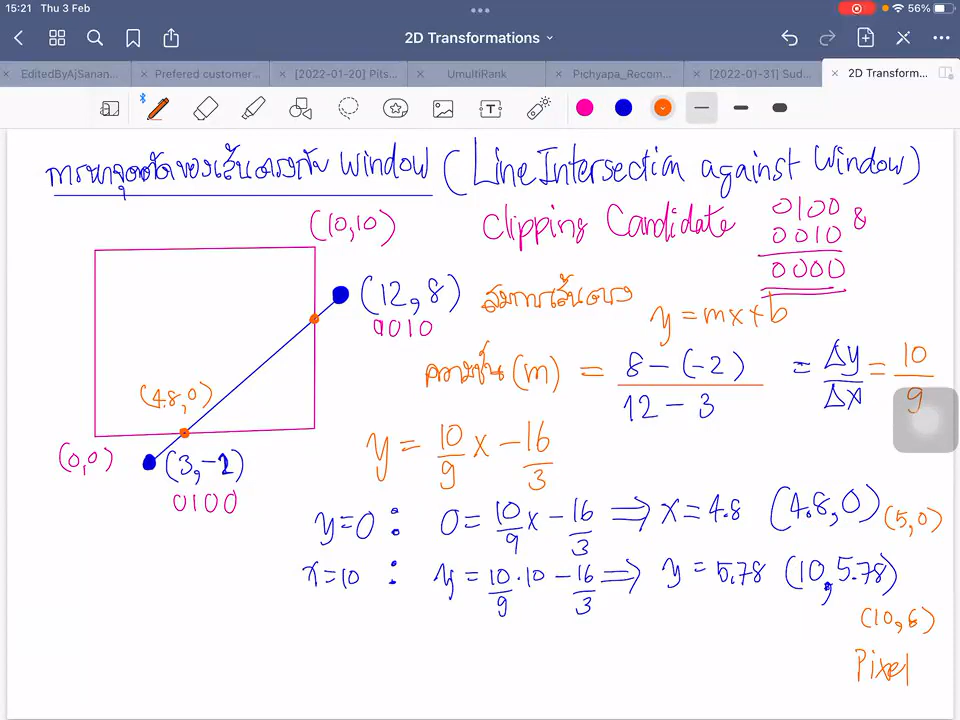 15:21 Thu 3 Feb
56%
2D Transformations
EditedByAjSanan...
Prefered customer...
[2022-01-20] Pits...
UmultiRank
Pichyapa_Recom...
[2022-01-31] Sud...
2D Transform...
การหาจุดตัดของเส้นตรงกับ Window (Line Intersection against Window)
Clipping Candidate
0100
0010 &
0000
(10,10)
(12,8)
0010
สมการเส้นตรง
y = mx+b
ความชัน (m) = 8-(-2) / 12-3 = Δy/Δx = 10/9
(4.8,0)
(0,0)
(3,-2)
0100
y = 10/9 x - 16/3
y=0 : 0 = 10/9 x - 16/3 ⟹ x = 4.8 (4.8,0) (5,0)
x=10 : y = 10/9 · 10 - 16/3 ⟹ y = 5.78 (10,5.78)
(10,6)
Pixel